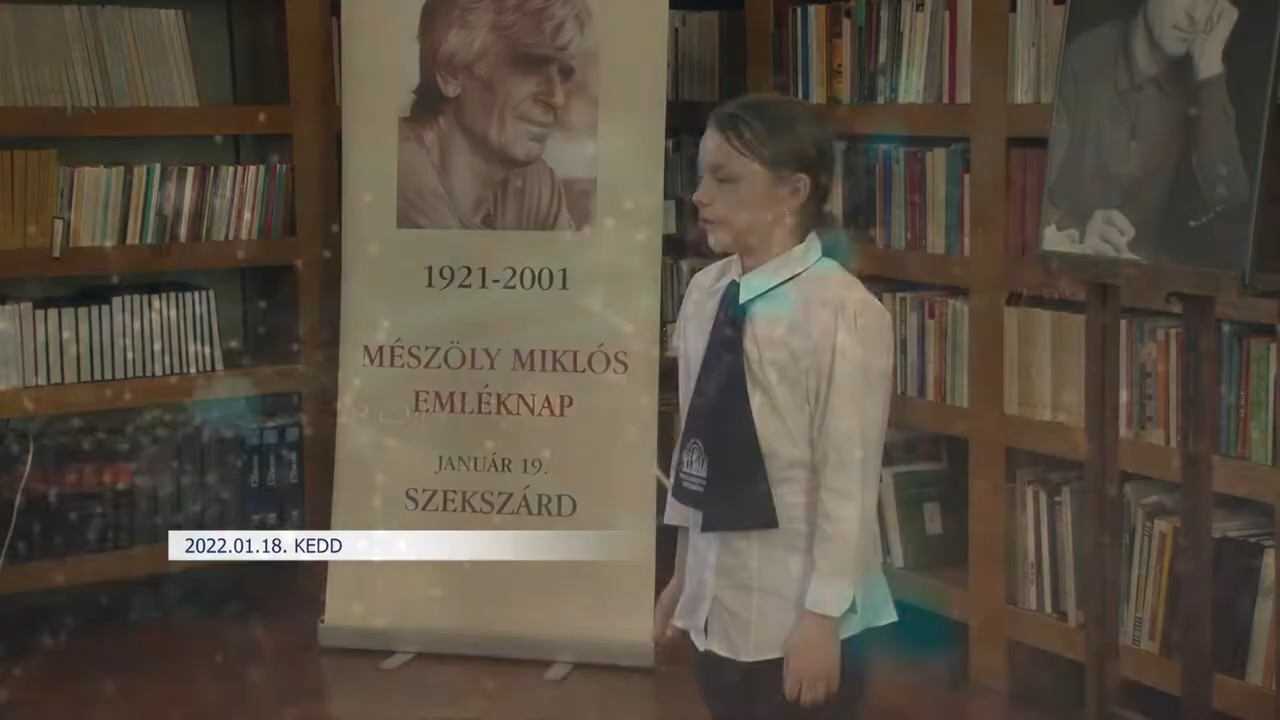 1921-2001
MÉSZÖLY MIKLÓS
EMLÉKNAP
JANUÁR 19.
SZEKSZÁRD
2022.01.18. KEDD